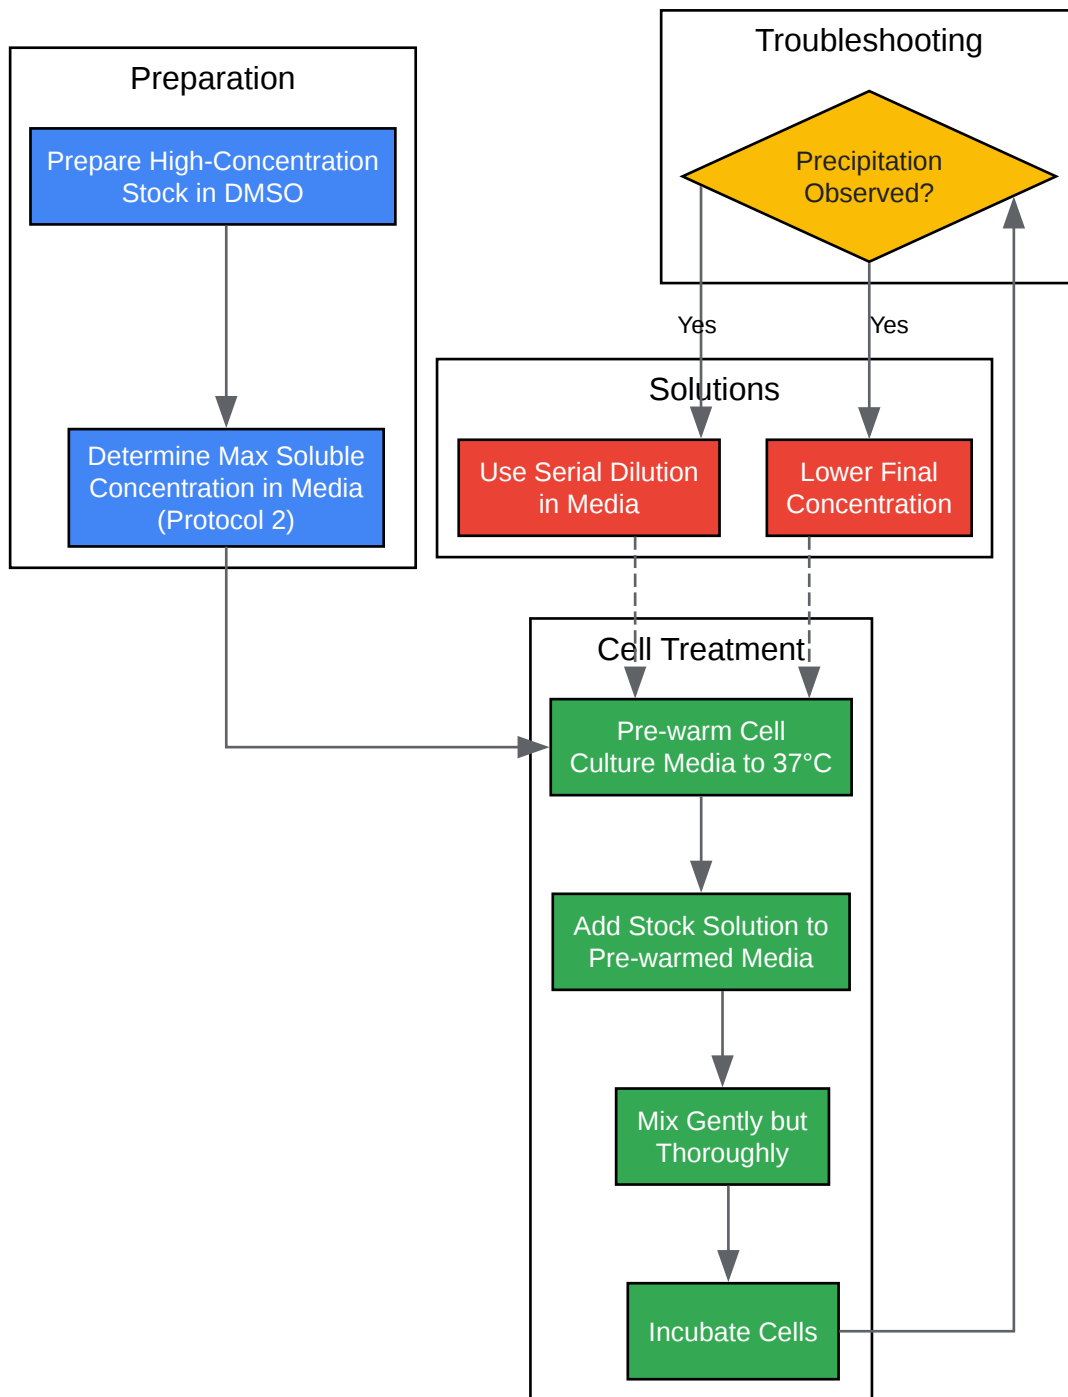 Preparation
Prepare High-Concentration
Stock in DMSO
Determine Max Soluble
Concentration in Media
(Protocol 2)
Troubleshooting
Precipitation
Observed?
Yes
Yes
Solutions
Use Serial Dilution
in Media
Lower Final
Concentration
Cell Treatment
Pre-warm Cell
Culture Media to 37°C
Add Stock Solution to
Pre-warmed Media
Mix Gently but
Thoroughly
Incubate Cells